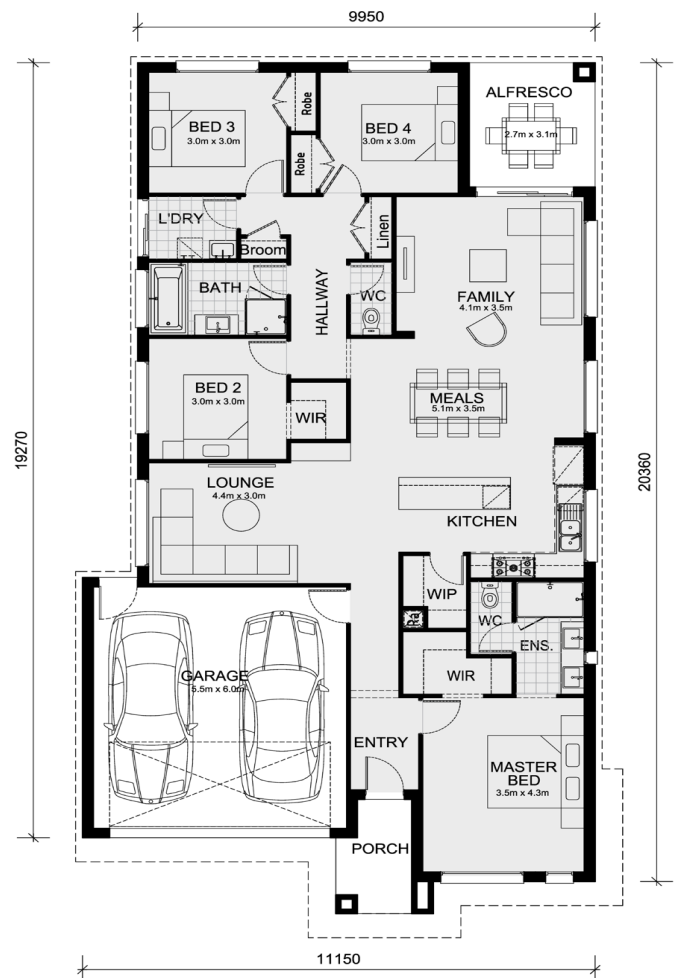 9950
ALFRESCO
2.7m x 3.1m
BED 3
3.0m x 3.0m
Robe
BED 4
3.0m x 3.0m
Robe
L'DRY
Broom
Linen
BATH
HALLWAY
WC
FAMILY
4.1m x 3.5m
BED 2
3.0m x 3.0m
WIR
MEALS
5.1m x 3.5m
19270
20360
LOUNGE
4.4m x 3.0m
KITCHEN
WIP
WC
ENS.
GARAGE
5.5m x 6.0m
WIR
ENTRY
MASTER
BED
3.5m x 4.3m
PORCH
11150